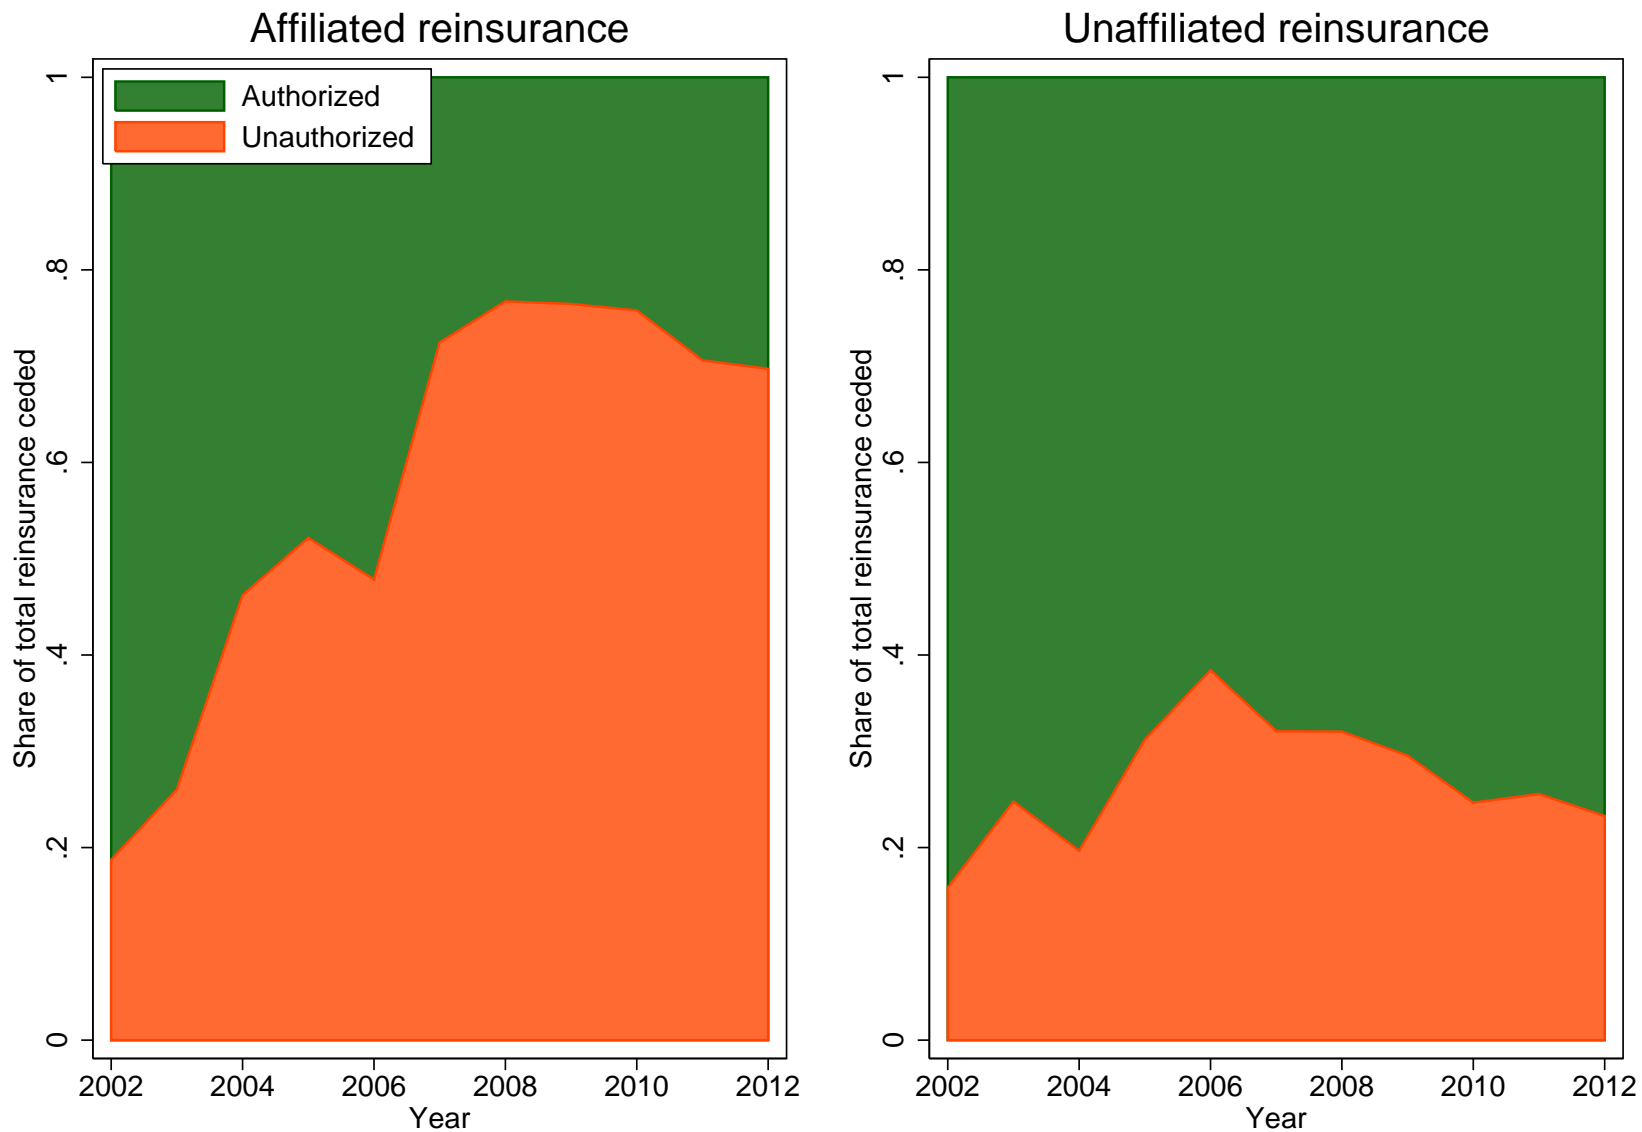 Affiliated reinsurance
Authorized
Unauthorized
Share of total reinsurance ceded
1
.8
.6
.4
.2
0
2002 2004 2006 2008 2010 2012
Year
Unaffiliated reinsurance
Share of total reinsurance ceded
1
.8
.6
.4
.2
0
2002 2004 2006 2008 2010 2012
Year